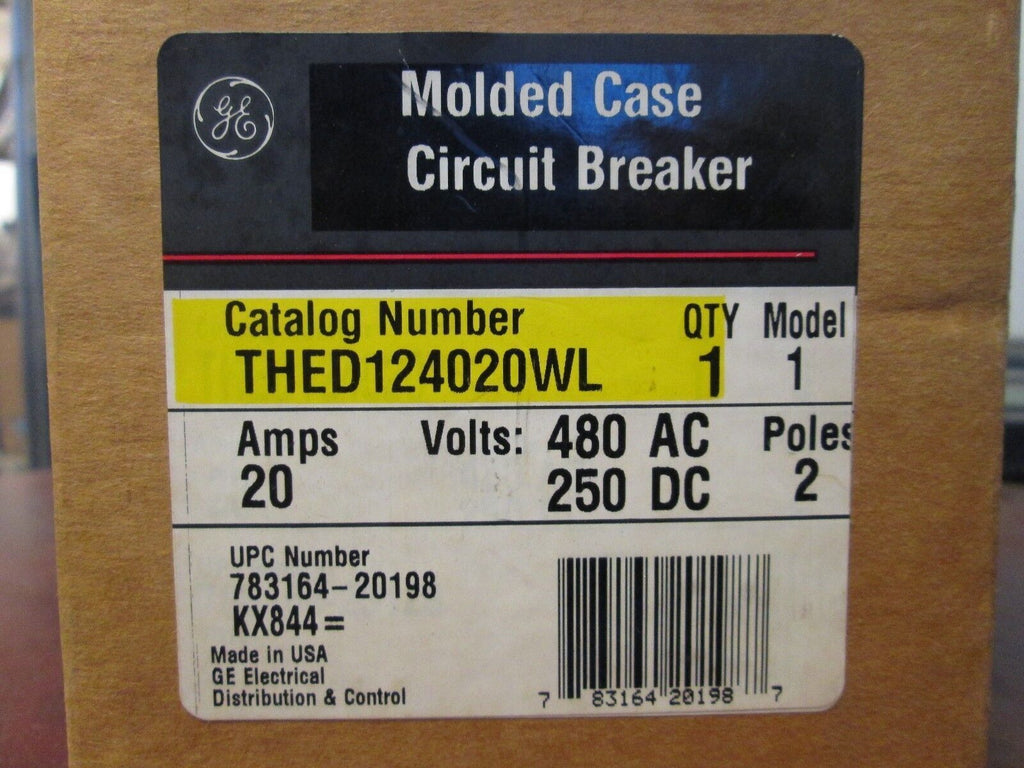 GE
Molded Case
Circuit Breaker
Catalog Number QTY Model
THED124020WL 1 1
Amps Volts: 480 AC Poles
20 250 DC 2
UPC Number
783164-20198
KX844=
Made in USA
GE Electrical
Distribution & Control
7 83164 20198 7